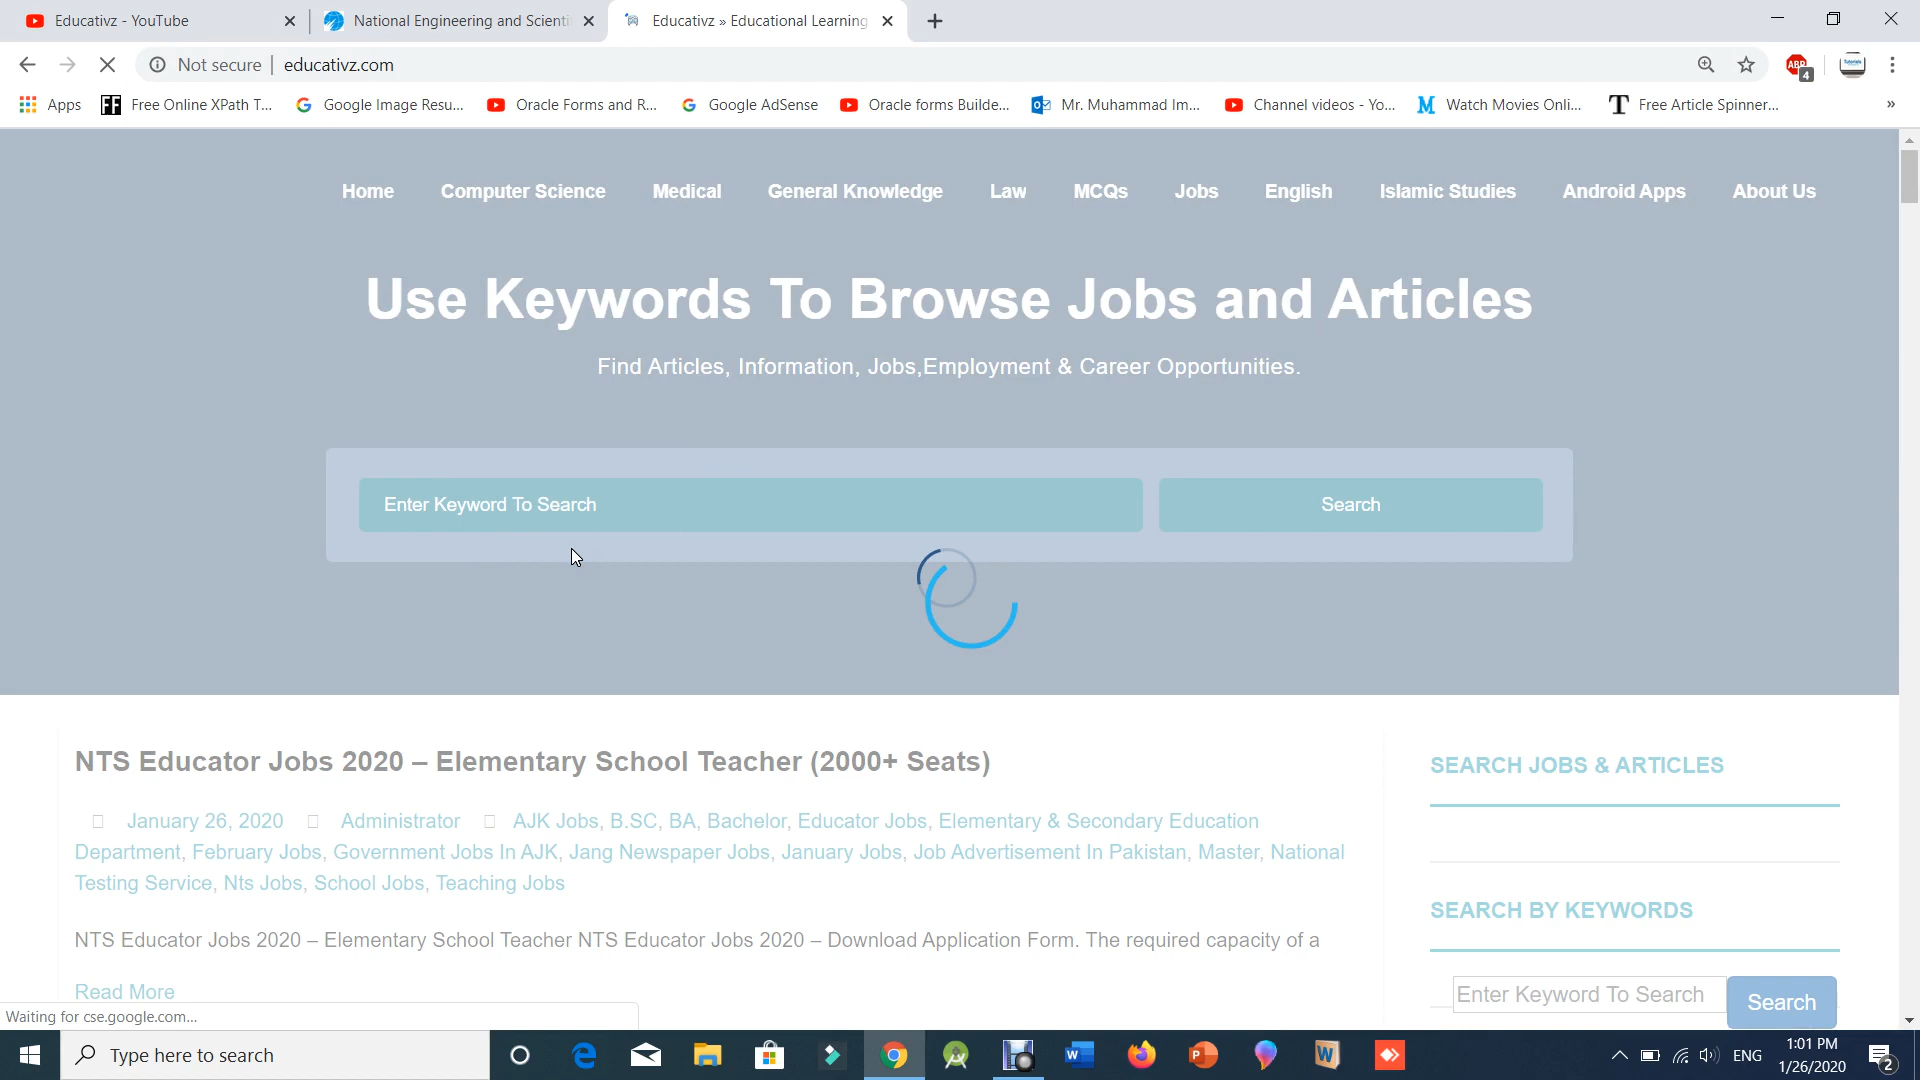 Educativz - YouTube
National Engineering and Scienti
Educativz » Educational Learning
Not secure
educativz.com
ABP
4
Apps
Free Online XPath T...
Google Image Resu...
Oracle Forms and R...
Google AdSense
Oracle forms Builde...
Mr. Muhammad Im...
Channel videos - Yo...
Watch Movies Onli...
Free Article Spinner...
Home
Computer Science
Medical
General Knowledge
Law
MCQs
Jobs
English
Islamic Studies
Android Apps
About Us
Use Keywords To Browse Jobs and Articles
Find Articles, Information, Jobs,Employment & Career Opportunities.
Enter Keyword To Search
Search
NTS Educator Jobs 2020 – Elementary School Teacher (2000+ Seats)
January 26, 2020 Administrator AJK Jobs, B.SC, BA, Bachelor, Educator Jobs, Elementary & Secondary Education
Department, February Jobs, Government Jobs In AJK, Jang Newspaper Jobs, January Jobs, Job Advertisement In Pakistan, Master, National
Testing Service, Nts Jobs, School Jobs, Teaching Jobs
NTS Educator Jobs 2020 – Elementary School Teacher NTS Educator Jobs 2020 – Download Application Form. The required capacity of a
Read More
SEARCH JOBS & ARTICLES
SEARCH BY KEYWORDS
Enter Keyword To Search
Search
Waiting for cse.google.com...
Type here to search
ENG
1:01 PM
1/26/2020
2